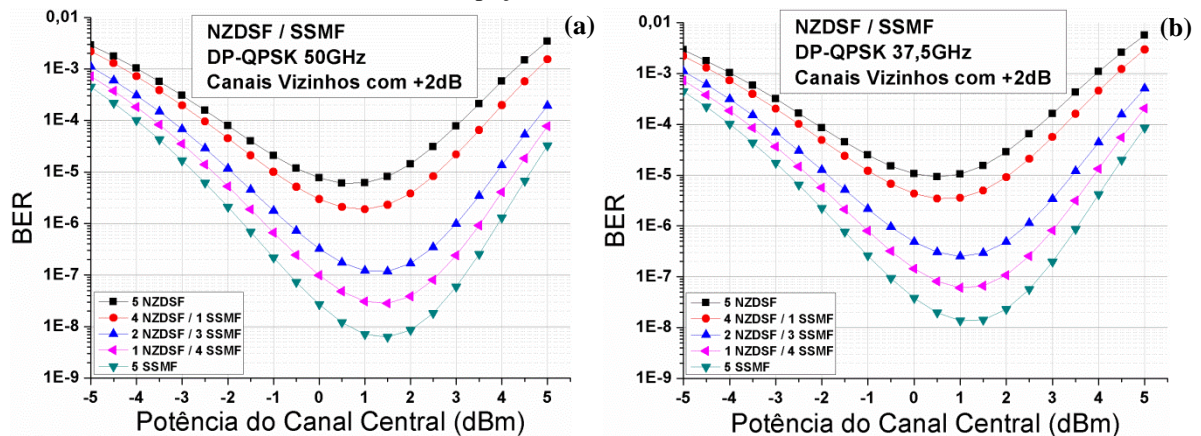 (a)
NZDSF / SSMF
DP-QPSK 50GHz
Canais Vizinhos com +2dB
0,01
1E-3
1E-4
1E-5
1E-6
1E-7
1E-8
1E-9
BER
5 NZDSF
4 NZDSF / 1 SSMF
2 NZDSF / 3 SSMF
1 NZDSF / 4 SSMF
5 SSMF
-5 -4 -3 -2 -1 0 1 2 3 4 5
Potência do Canal Central (dBm)
(b)
NZDSF / SSMF
DP-QPSK 37,5GHz
Canais Vizinhos com +2dB
0,01
1E-3
1E-4
1E-5
1E-6
1E-7
1E-8
1E-9
BER
5 NZDSF
4 NZDSF / 1 SSMF
2 NZDSF / 3 SSMF
1 NZDSF / 4 SSMF
5 SSMF
-5 -4 -3 -2 -1 0 1 2 3 4 5
Potência do Canal Central (dBm)